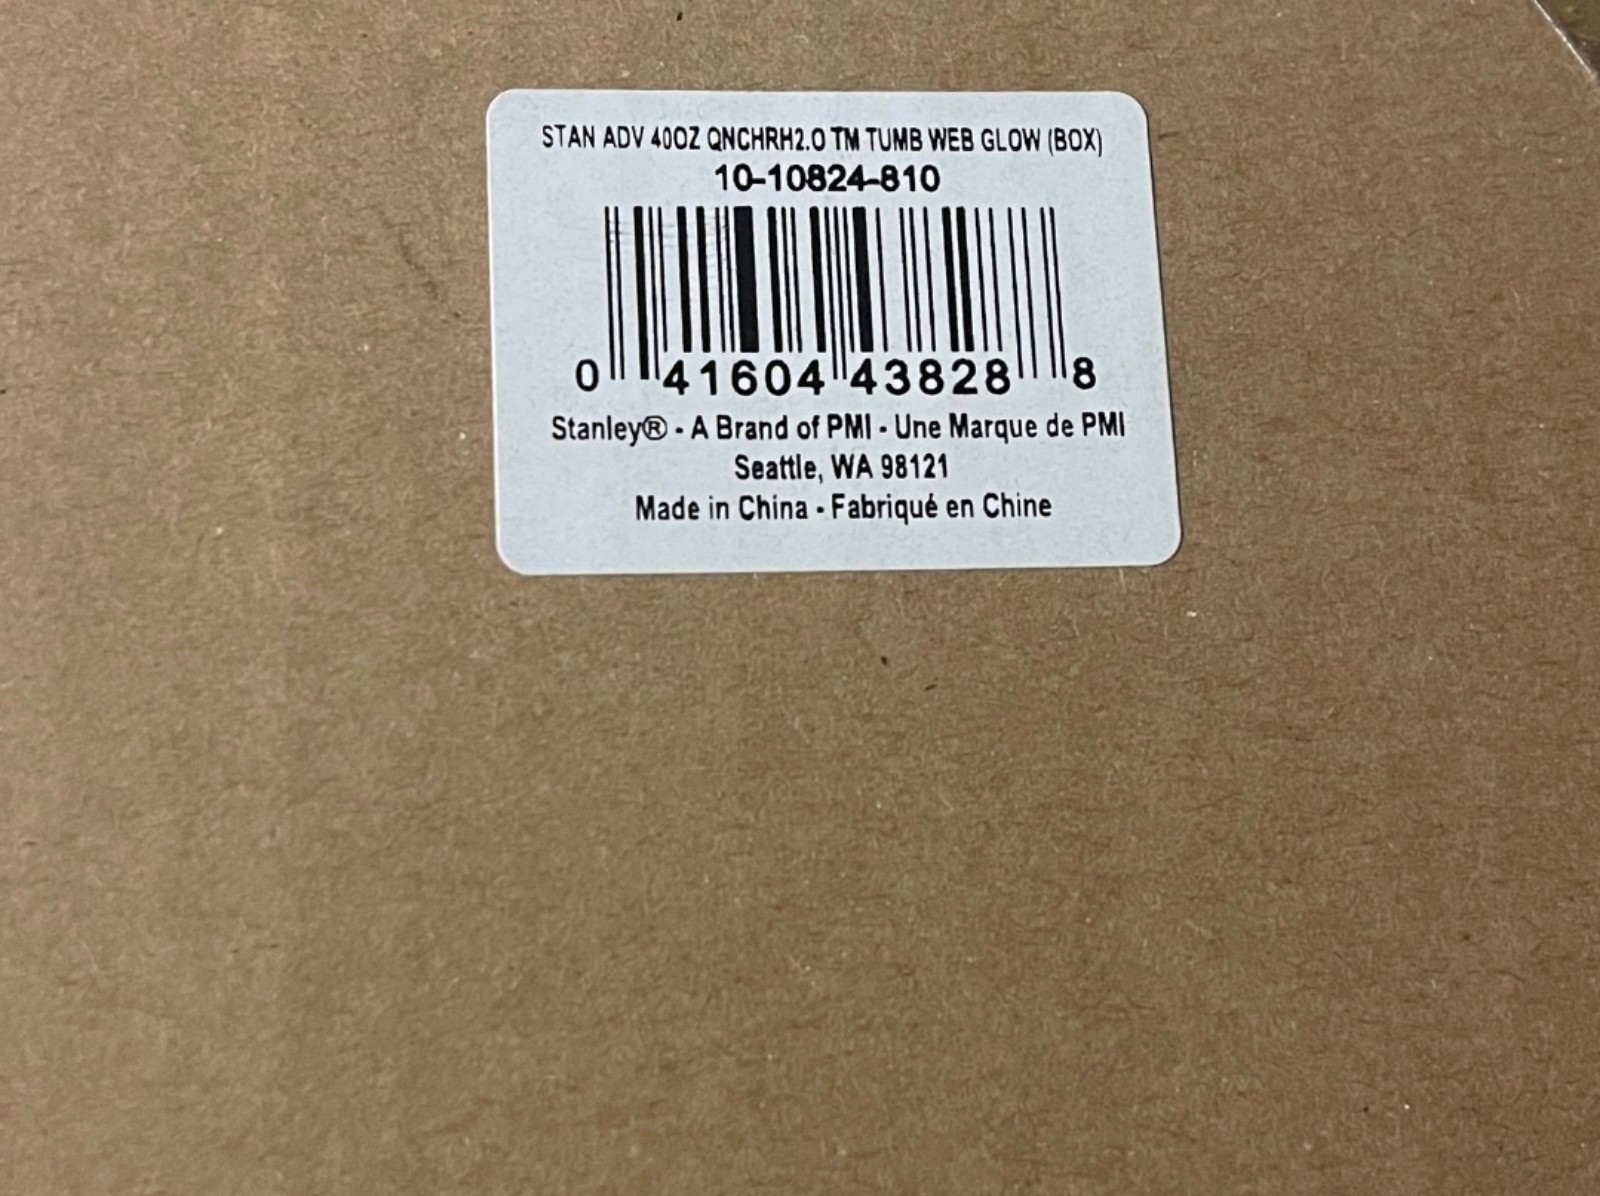 STAN ADV 40OZ QNCHRH2.0 TM TUMB WEB GLOW (BOX)
10-10824-810
0 41604 43828 8
Stanley® - A Brand of PMI - Une Marque de PMI
Seattle, WA 98121
Made in China - Fabriqué en Chine